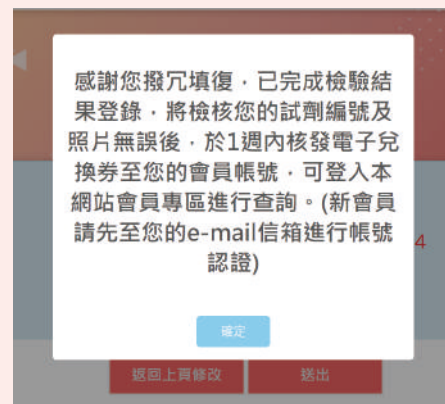 感謝您撥冗填復，已完成檢驗結
果登錄，將檢核您的試劑編號及
照片無誤後，於1週內核發電子兌
換券至您的會員帳號，可登入本
網站會員專區進行查詢。(新會員
請先至您的e-mail信箱進行帳號
認證)
4
確定
返回上頁修改
送出